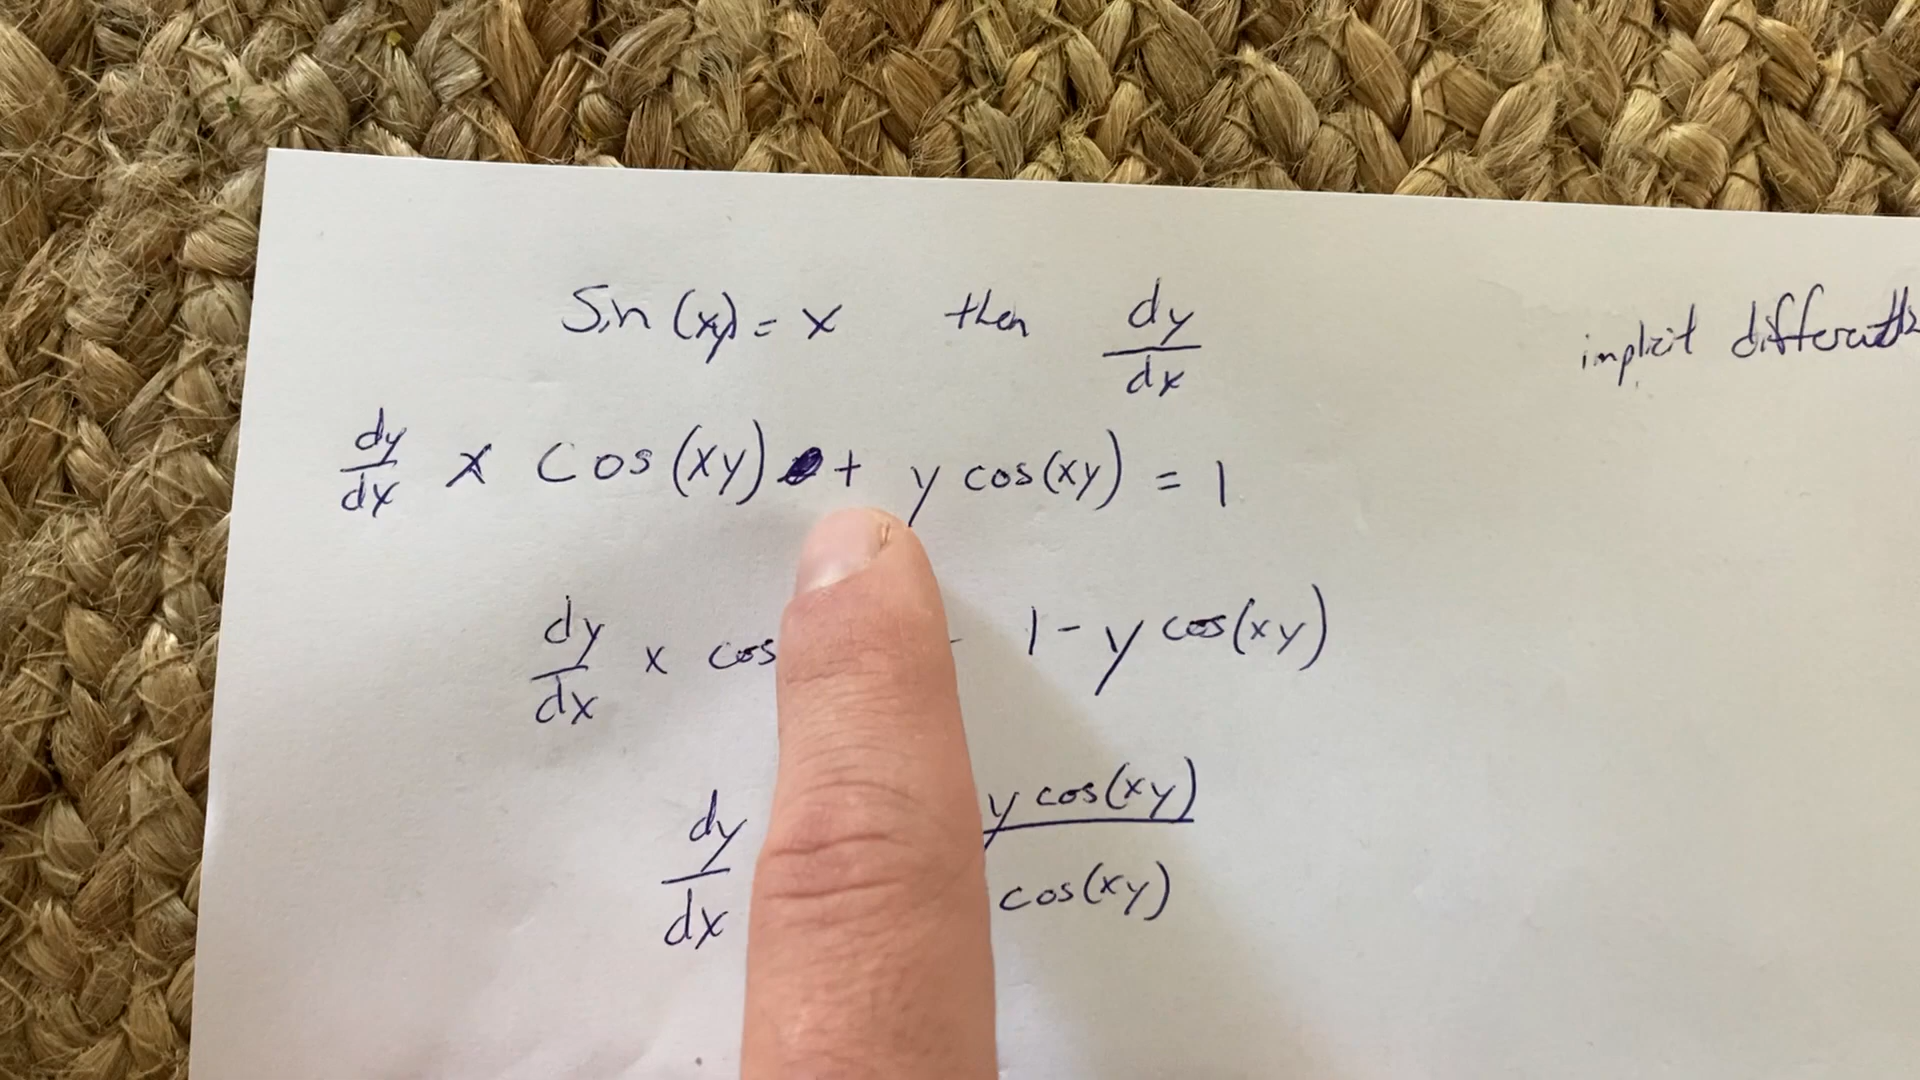 Sin (xy) = x then dy/dx implicit
dy/dx x Cos(xy) + y cos(xy) = 1
dy/dx x cos 1 - y cos(xy)
dy/dx y cos(xy)/cos(xy)